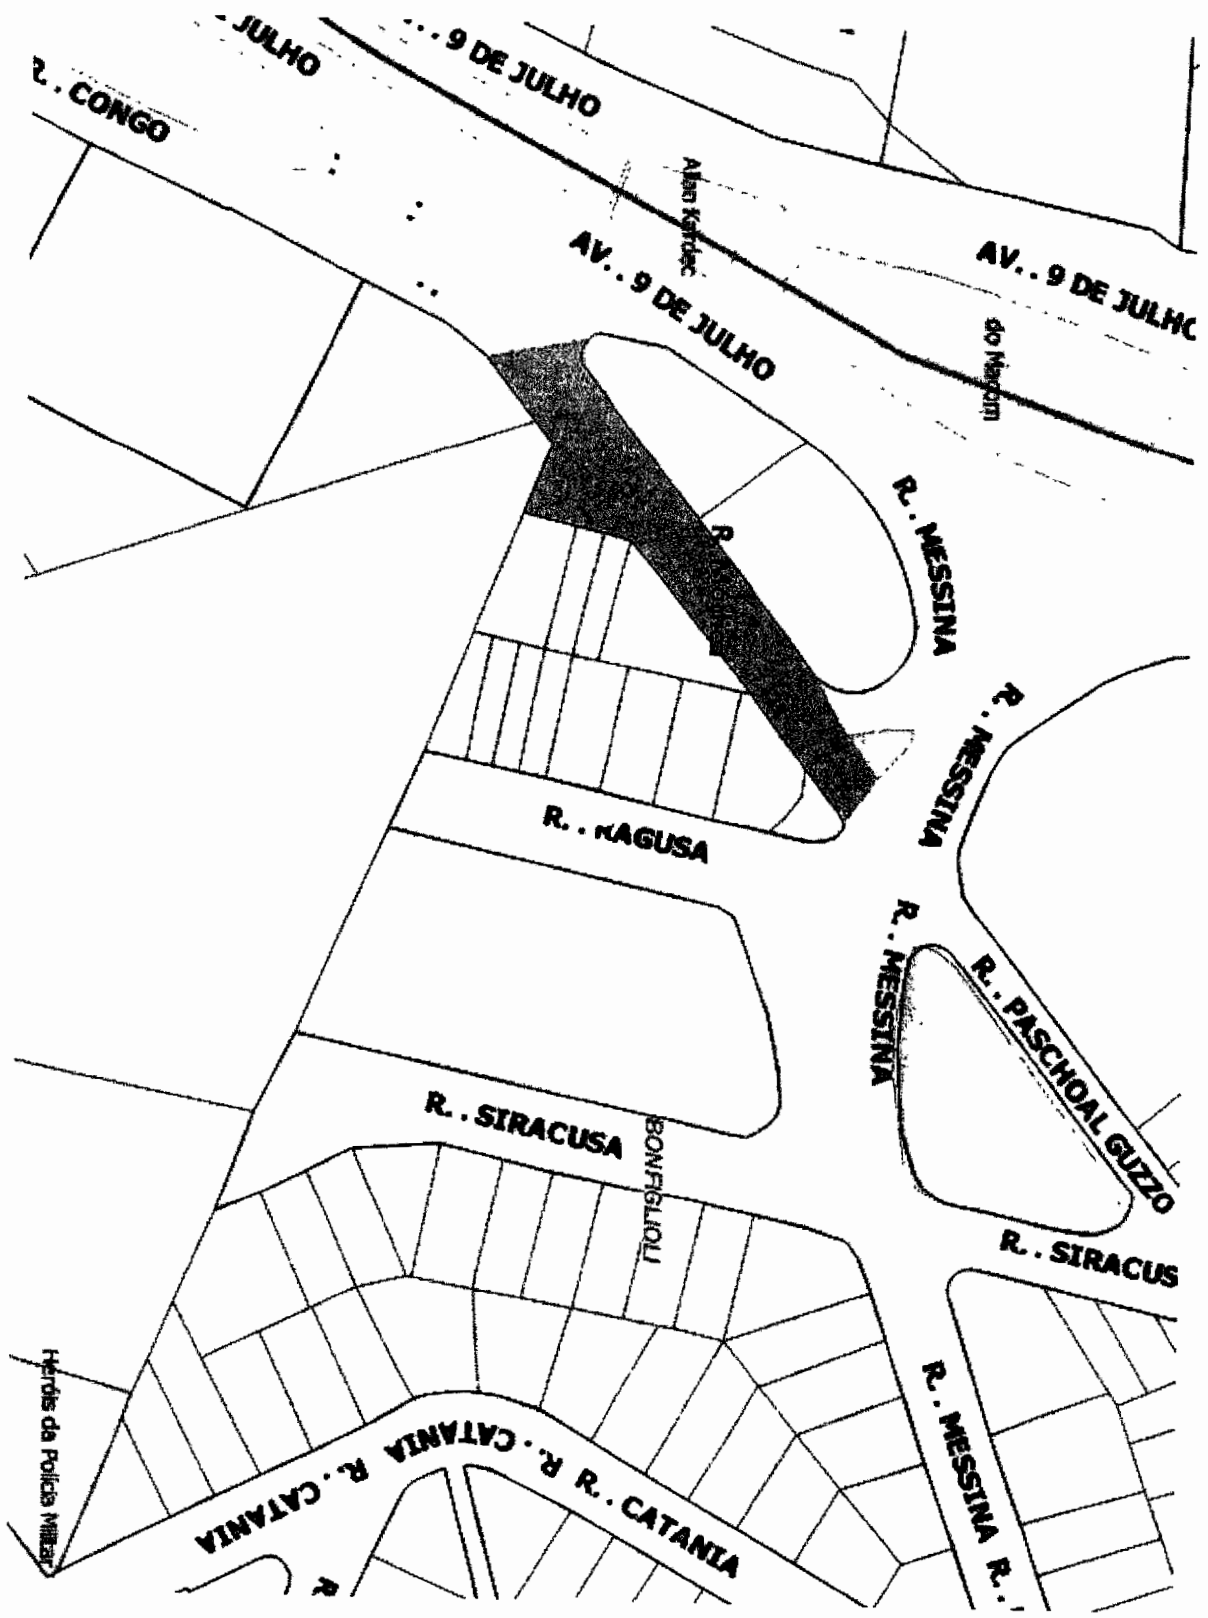 JULHO
. . 9 DE JULHO
R. . CONGO
Allan Kardec
AV. . 9 DE JULHO
AV. . 9 DE JULHO
do Maçom
R. . MESSINA
R.
R. . MESSINA
R. . RAGUSA
R. . MESSINA
R. . PASCHOAL GUZZO
R. . SIRACUSA
BONFIGLIOLI
R. . SIRACUS
Heróis da Polícia Militar
R. . CATANIA
R. . CATANIA
R. . CATANIA
R. . MESSINA
R. .
R